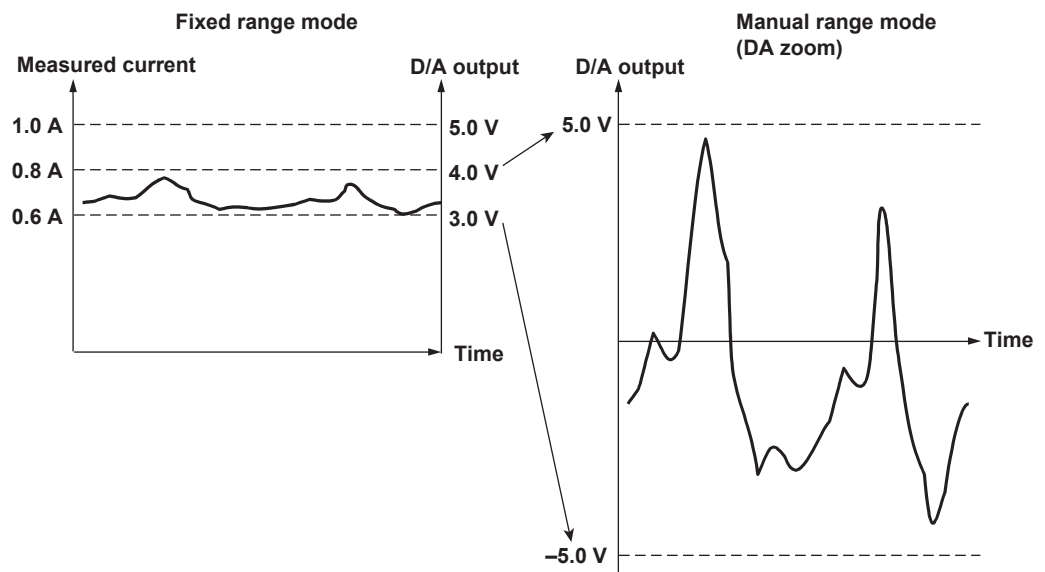 Fixed range mode
Manual range mode
(DA zoom)
Measured current
D/A output
D/A output
1.0 A
5.0 V
5.0 V
0.8 A
4.0 V
0.6 A
3.0 V
Time
Time
–5.0 V